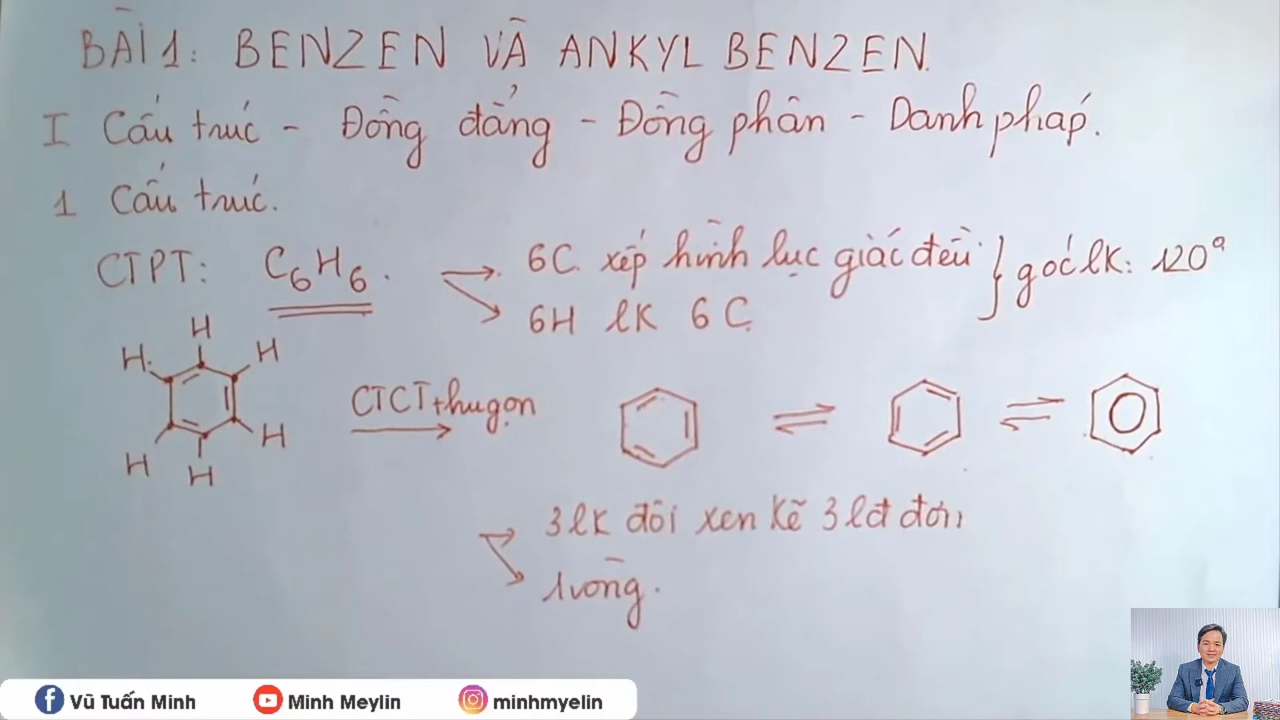 BÀI 1: BENZEN VÀ ANKYL BENZEN.
I Cấu trúc - Đồng đẳng - Đồng phân - Danh pháp.
1 Cấu trúc.
CTPT: C6H6. 6C xếp hình lục giác đều } góc lk: 120°
6H lk 6C
H
H. H
CTCT thu gọn
H H
H
3 lk đôi xen kẽ 3 lđ đơn
1 vòng.
Vũ Tuấn Minh Minh Meylin minhmyelin